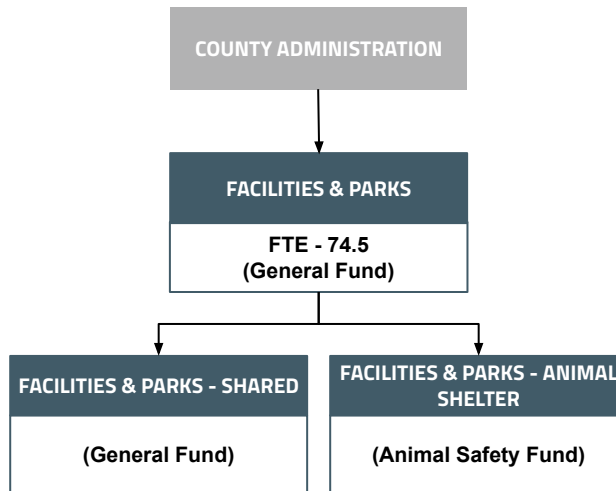 COUNTY ADMINISTRATION
FACILITIES & PARKS
FTE - 74.5
(General Fund)
FACILITIES & PARKS - SHARED
(General Fund)
FACILITIES & PARKS - ANIMAL
SHELTER
(Animal Safety Fund)